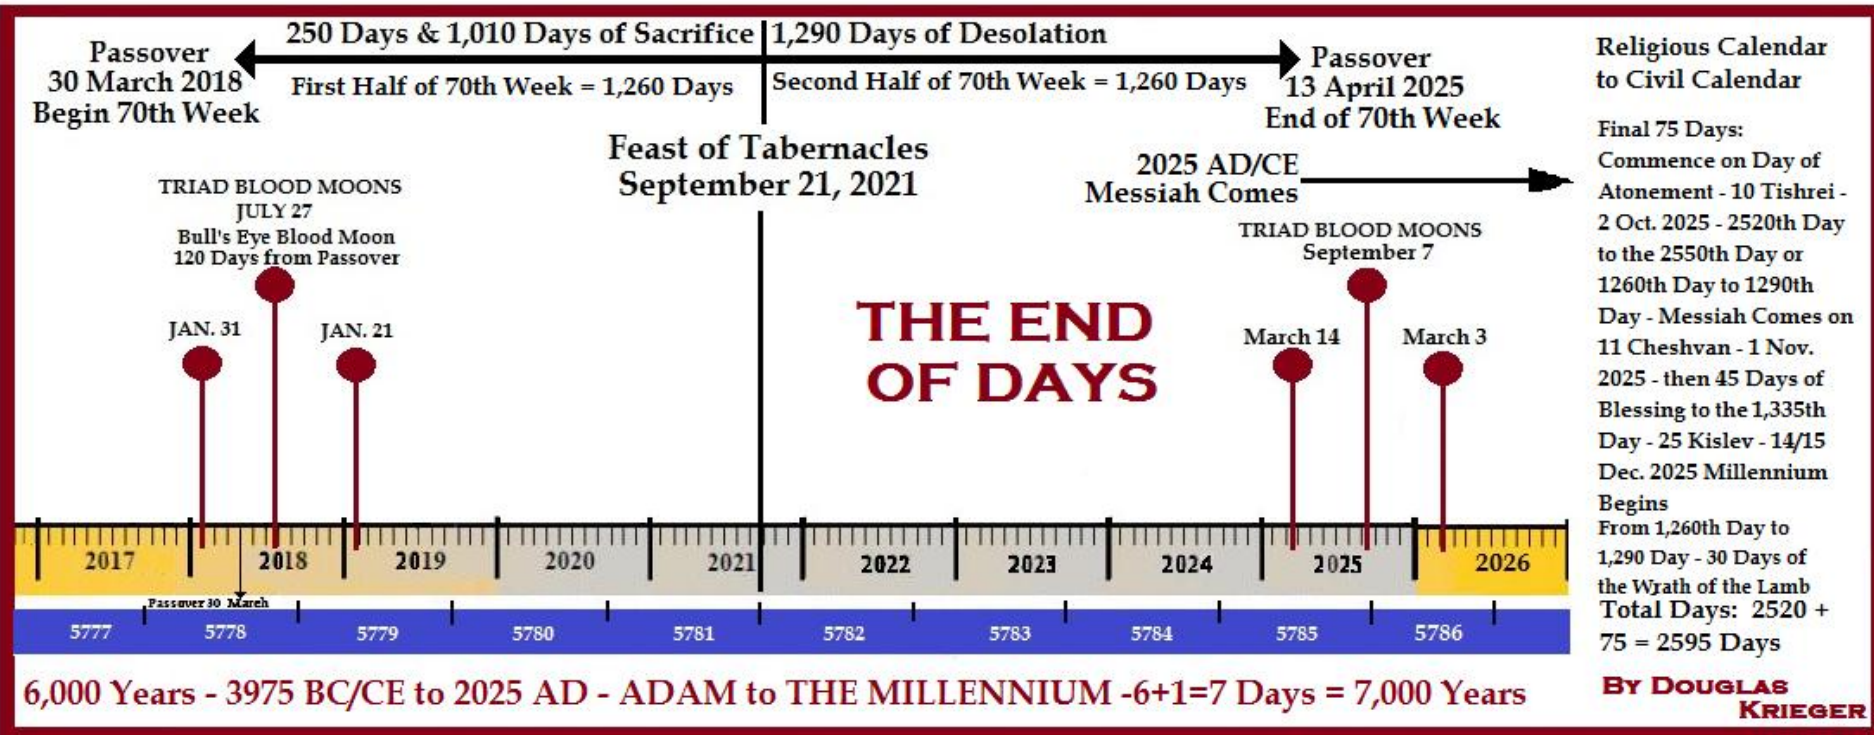 250 Days & 1,010 Days of Sacrifice
1,290 Days of Desolation
Passover
30 March 2018
Begin 70th Week
First Half of 70th Week = 1,260 Days
Second Half of 70th Week = 1,260 Days
Passover
13 April 2025
End of 70th Week
Feast of Tabernacles
September 21, 2021
2025 AD/CE
Messiah Comes
TRIAD BLOOD MOONS
JULY 27
Bull's Eye Blood Moon
120 Days from Passover
JAN. 31
JAN. 21
THE END
OF DAYS
TRIAD BLOOD MOONS
September 7
March 14
March 3
2017
2018
2019
2020
2021
2022
2023
2024
2025
2026
Passover 30 March
5777
5778
5779
5780
5781
5782
5783
5784
5785
5786
6,000 Years - 3975 BC/CE to 2025 AD - ADAM to THE MILLENNIUM -6+1=7 Days = 7,000 Years
Religious Calendar
to Civil Calendar
Final 75 Days:
Commence on Day of
Atonement - 10 Tishrei -
2 Oct. 2025 - 2520th Day
to the 2550th Day or
1260th Day to 1290th
Day - Messiah Comes on
11 Cheshvan - 1 Nov.
2025 - then 45 Days of
Blessing to the 1,335th
Day - 25 Kislev - 14/15
Dec. 2025 Millennium
Begins
From 1,260th Day to
1,290 Day - 30 Days of
the Wrath of the Lamb
Total Days: 2520 +
75 = 2595 Days
BY DOUGLAS
KRIEGER